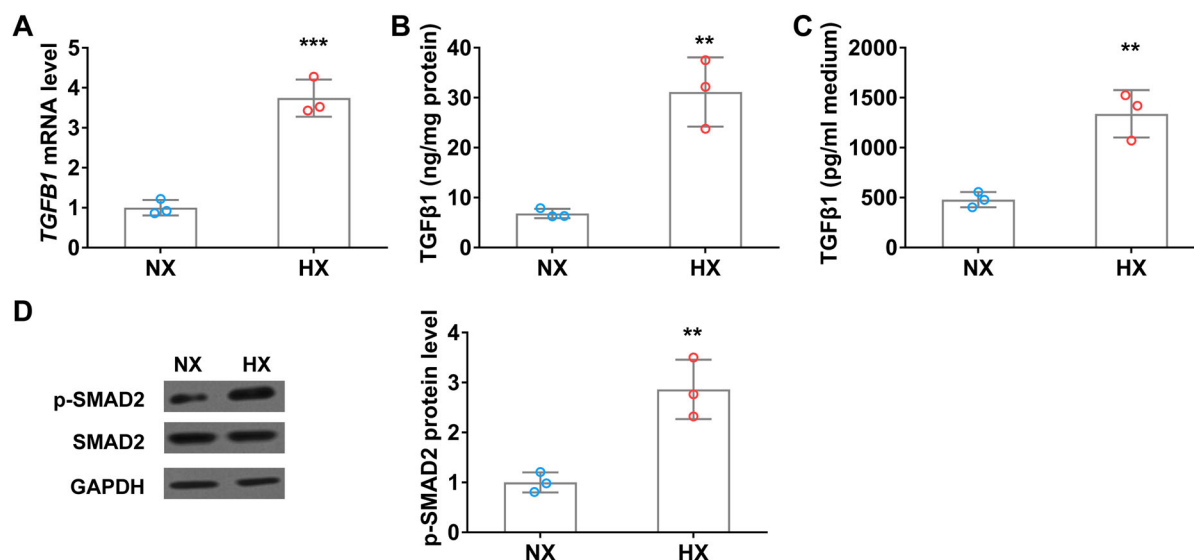 A
TGFB1 mRNA level
5
4
3
2
1
0
***
NX
HX
B
TGFβ1 (ng/mg protein)
40
30
20
10
0
**
NX
HX
C
TGFβ1 (pg/ml medium)
2000
1500
1000
500
0
**
NX
HX
D
NX HX
p-SMAD2
SMAD2
GAPDH
p-SMAD2 protein level
4
3
2
1
0
**
NX
HX